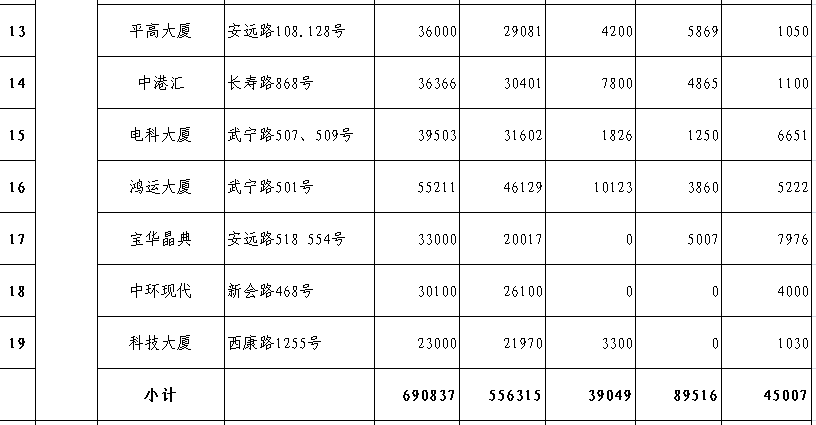 13 平高大厦 安远路108.128号 36000 29081 4200 5869 1050
14 中港汇 长寿路868号 36366 30401 7800 4865 1100
15 电科大厦 武宁路507、509号 39503 31602 1826 1250 6651
16 鸿运大厦 武宁路501号 55211 46129 10123 3860 5222
17 宝华晶典 安远路518 554号 33000 20017 0 5007 7976
18 中环现代 新会路468号 30100 26100 0 0 4000
19 科技大厦 西康路1255号 23000 21970 3300 0 1030
小计 690837 556315 39049 89516 45007